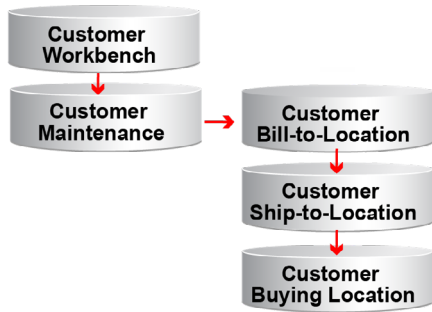 Customer
Workbench
Customer
Maintenance
Customer
Bill-to-Location
Customer
Ship-to-Location
Customer
Buying Location